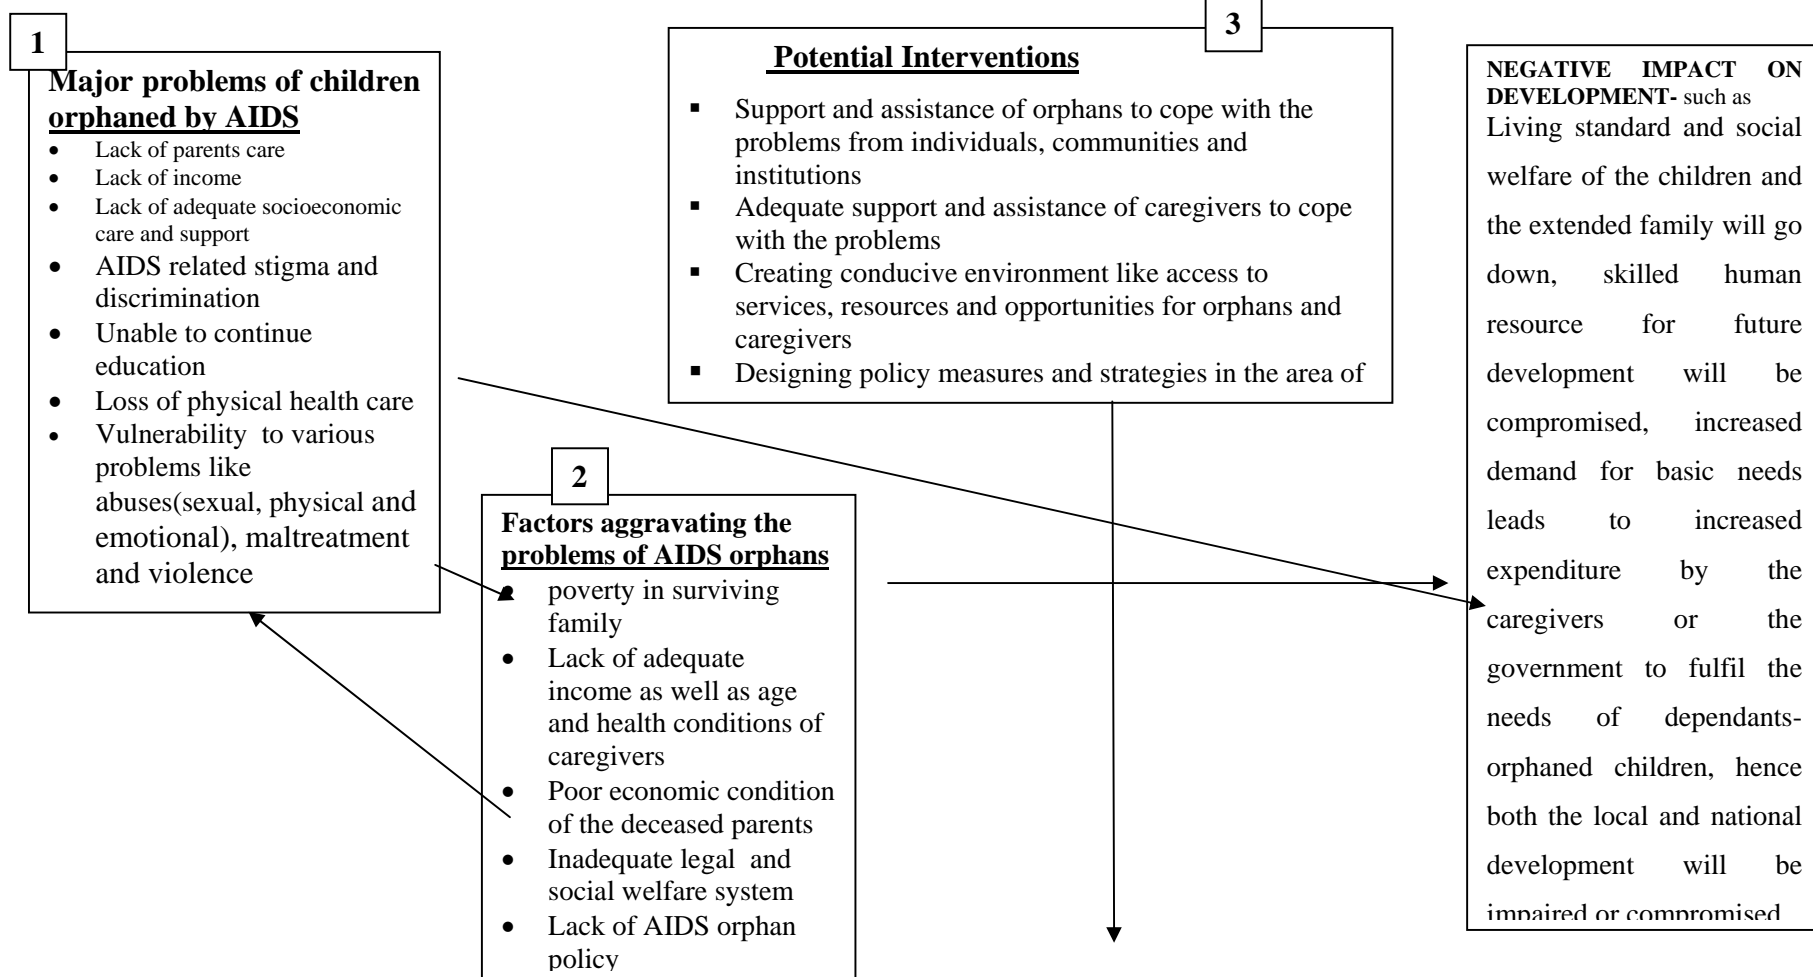 1
Major problems of children
orphaned by AIDS
• Lack of parents care
• Lack of income
• Lack of adequate socioeconomic
care and support
• AIDS related stigma and
discrimination
• Unable to continue
education
• Loss of physical health care
• Vulnerability to various
problems like
abuses(sexual, physical and
emotional), maltreatment
and violence
2
Factors aggravating the
problems of AIDS orphans
• poverty in surviving
family
• Lack of adequate
income as well as age
and health conditions of
caregivers
• Poor economic condition
of the deceased parents
• Inadequate legal and
social welfare system
• Lack of AIDS orphan
policy
3
Potential Interventions
▪ Support and assistance of orphans to cope with the
problems from individuals, communities and
institutions
▪ Adequate support and assistance of caregivers to cope
with the problems
▪ Creating conducive environment like access to
services, resources and opportunities for orphans and
caregivers
▪ Designing policy measures and strategies in the area of
NEGATIVE IMPACT ON
DEVELOPMENT- such as
Living standard and social
welfare of the children and
the extended family will go
down, skilled human
resource for future
development will be
compromised, increased
demand for basic needs
leads to increased
expenditure by the
caregivers or the
government to fulfil the
needs of dependants-
orphaned children, hence
both the local and national
development will be
impaired or compromised